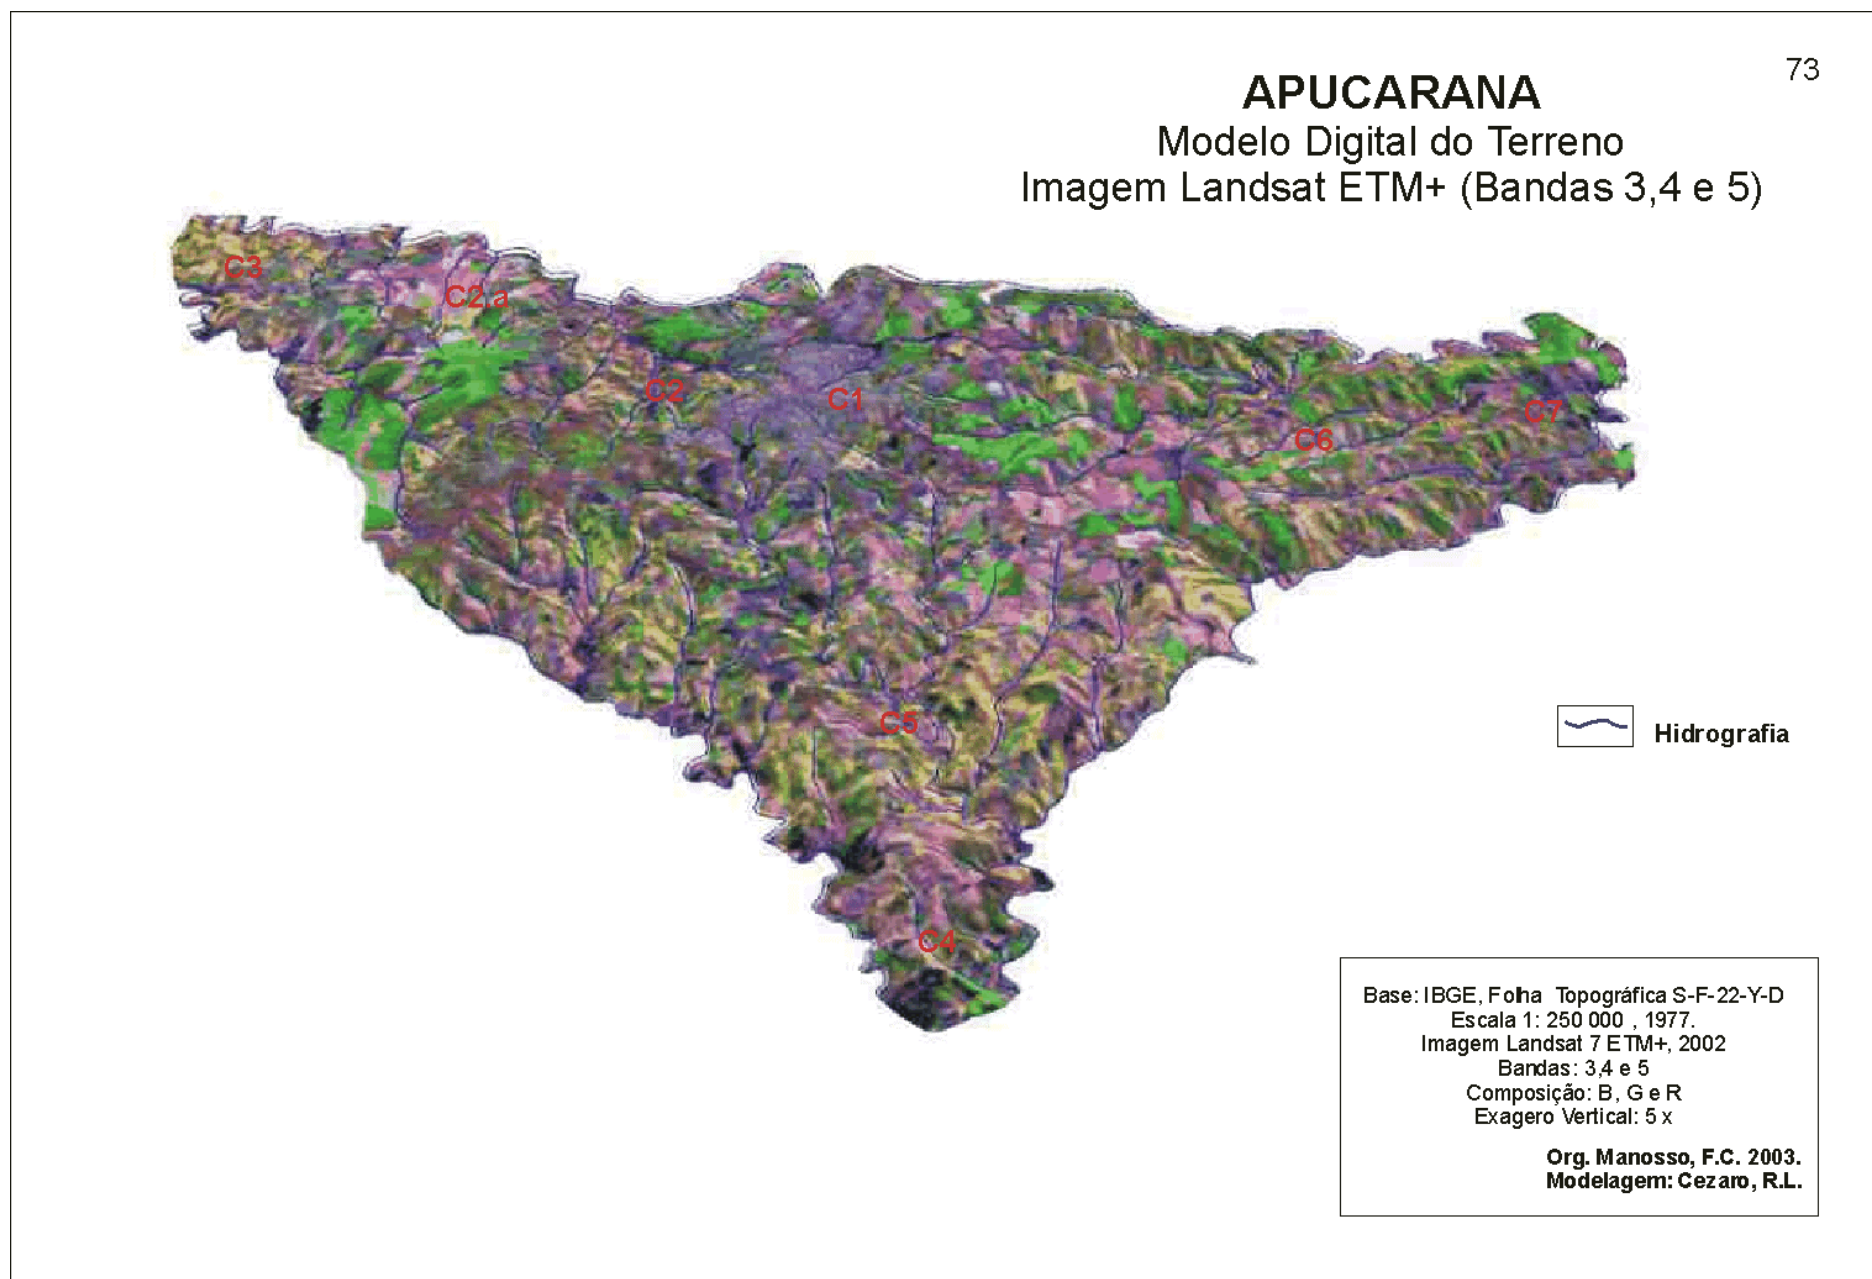 73
APUCARANA
Modelo Digital do Terreno
Imagem Landsat ETM+ (Bandas 3,4 e 5)
C3
C2.a
C2
C1
C7
C6
C5
C4
Hidrografia
Base: IBGE, Folha Topográfica S-F-22-Y-D
Escala 1: 250 000 , 1977.
Imagem Landsat 7 ETM+, 2002
Bandas: 3,4 e 5
Composição: B, G e R
Exagero Vertical: 5 x
Org. Manosso, F.C. 2003.
Modelagem: Cezaro, R.L.